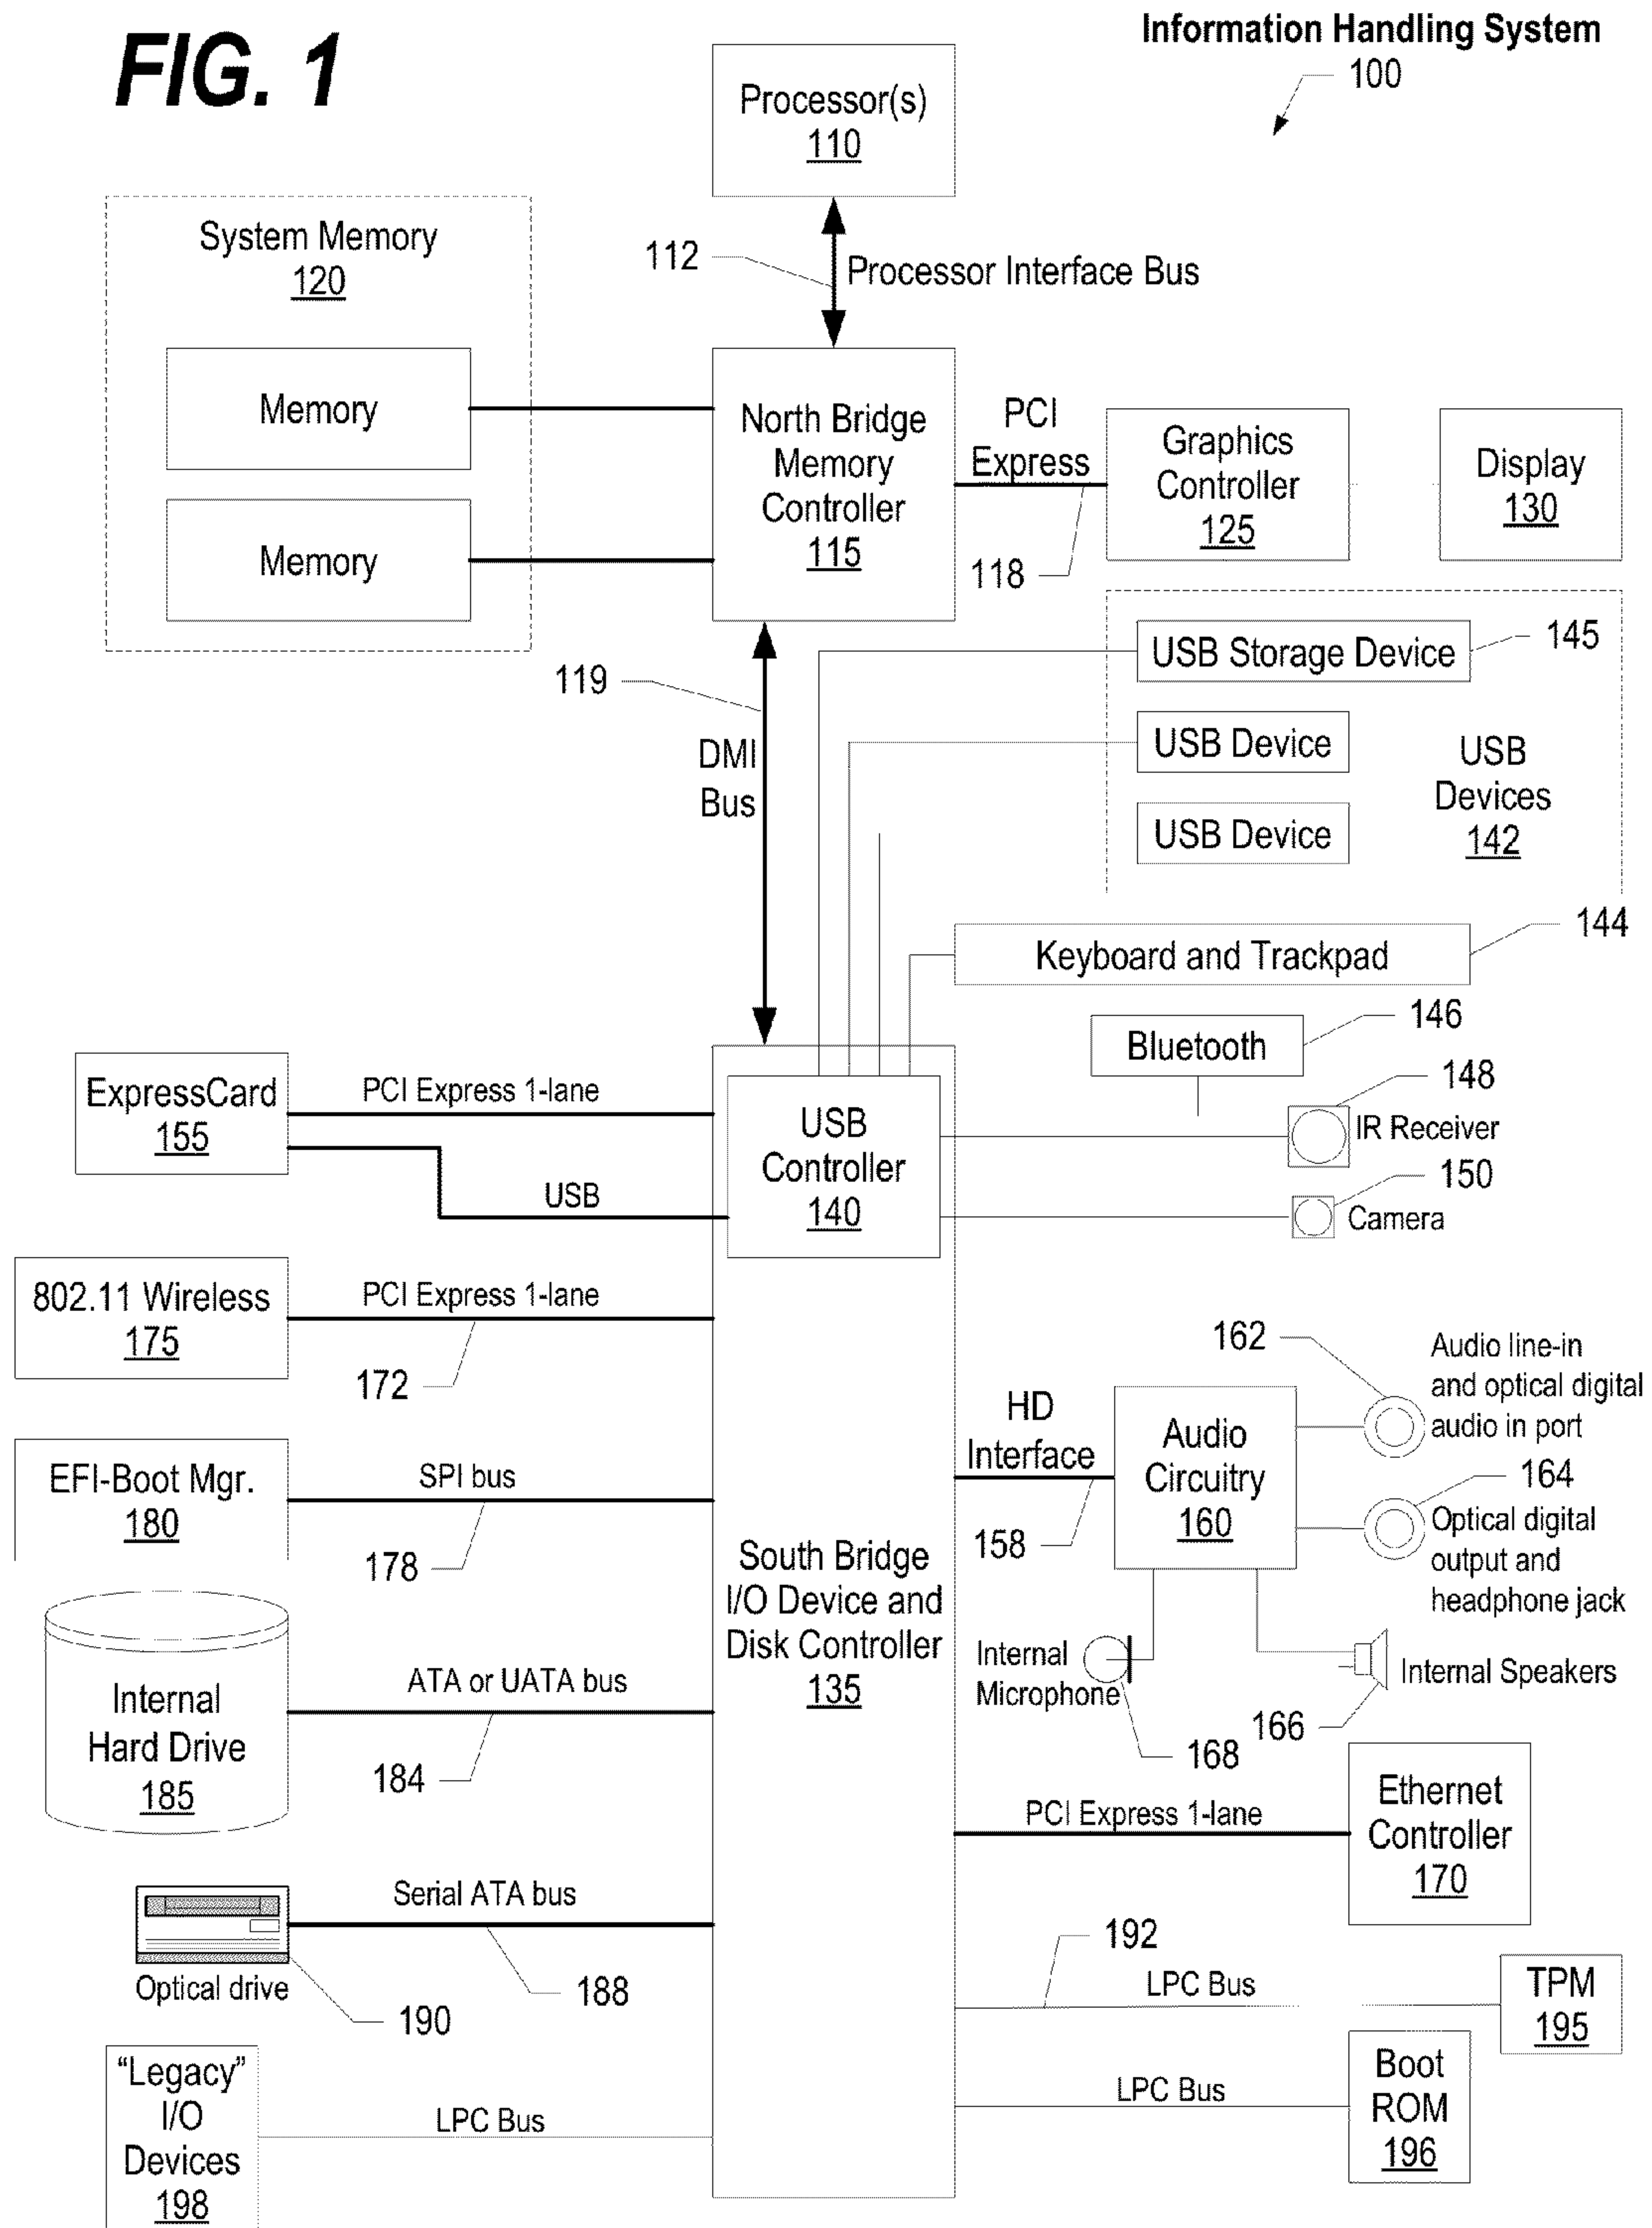 FIG. 1
Information Handling System
100
Processor(s)
110
System Memory
120
112
Processor Interface Bus
Memory
Memory
North Bridge
Memory
Controller
115
PCI
Express
118
Graphics
Controller
125
Display
130
119
DMI
Bus
USB Storage Device
145
USB Device
USB Device
USB
Devices
142
Keyboard and Trackpad
144
Bluetooth
146
148
IR Receiver
150
Camera
ExpressCard
155
PCI Express 1-lane
USB
USB
Controller
140
802.11 Wireless
175
PCI Express 1-lane
172
EFI-Boot Mgr.
180
SPI bus
178
HD
Interface
158
Audio
Circuitry
160
162
Audio line-in
and optical digital
audio in port
164
Optical digital
output and
headphone jack
South Bridge
I/O Device and
Disk Controller
135
Internal
Microphone
168
Internal Speakers
166
Internal
Hard Drive
185
ATA or UATA bus
184
PCI Express 1-lane
Ethernet
Controller
170
Serial ATA bus
188
Optical drive
190
192
LPC Bus
TPM
195
LPC Bus
Boot
ROM
196
“Legacy”
I/O
Devices
198
LPC Bus